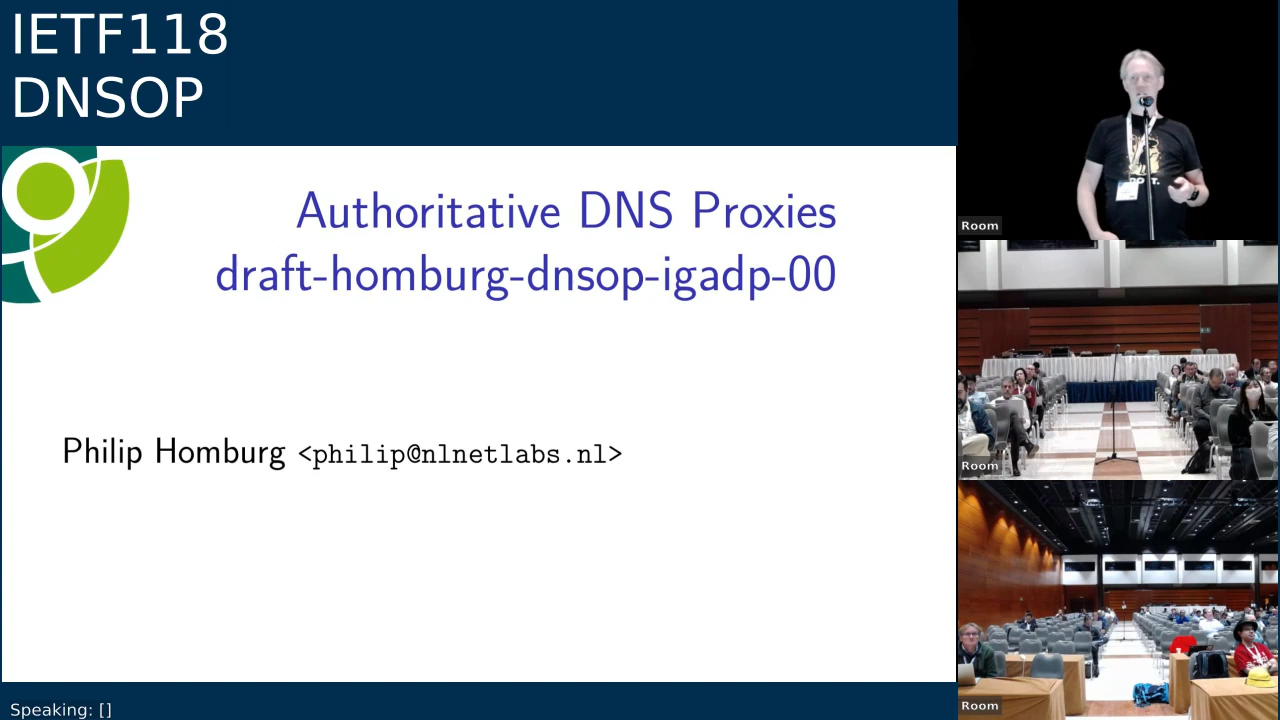 IETF118
DNSOP
Authoritative DNS Proxies
draft-homburg-dnsop-igadp-00
Philip Homburg <philip@nlnetlabs.nl>
Speaking: []
Room
Room
Room